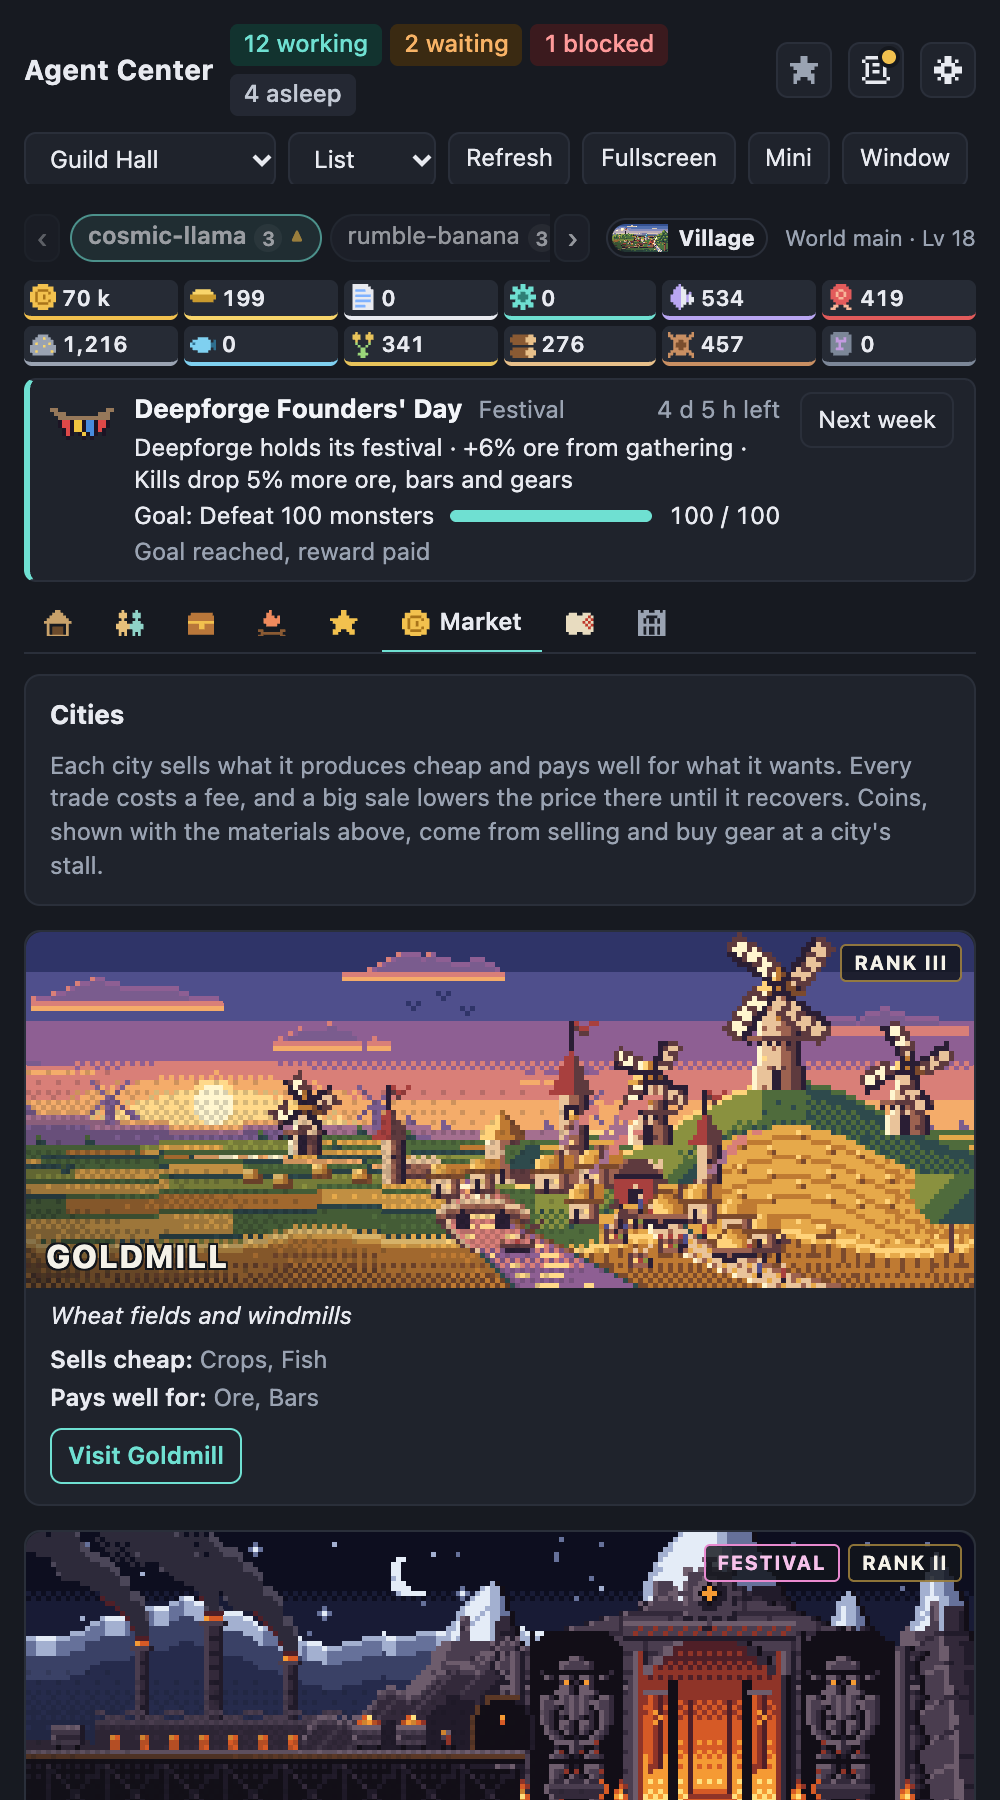 Agent Center
12 working
2 waiting
1 blocked
4 asleep
Guild Hall
List
Refresh
Fullscreen
Mini
Window
cosmic-llama 3
rumble-banana 3
Village
World main · Lv 18
70 k
199
0
0
534
419
1,216
0
341
276
457
0
Deepforge Founders' Day Festival
4 d 5 h left
Next week
Deepforge holds its festival · +6% ore from gathering ·
Kills drop 5% more ore, bars and gears
Goal: Defeat 100 monsters
100 / 100
Goal reached, reward paid
Market
Cities
Each city sells what it produces cheap and pays well for what it wants. Every
trade costs a fee, and a big sale lowers the price there until it recovers. Coins,
shown with the materials above, come from selling and buy gear at a city's
stall.
RANK III
GOLDMILL
Wheat fields and windmills
Sells cheap: Crops, Fish
Pays well for: Ore, Bars
Visit Goldmill
FESTIVAL
RANK II